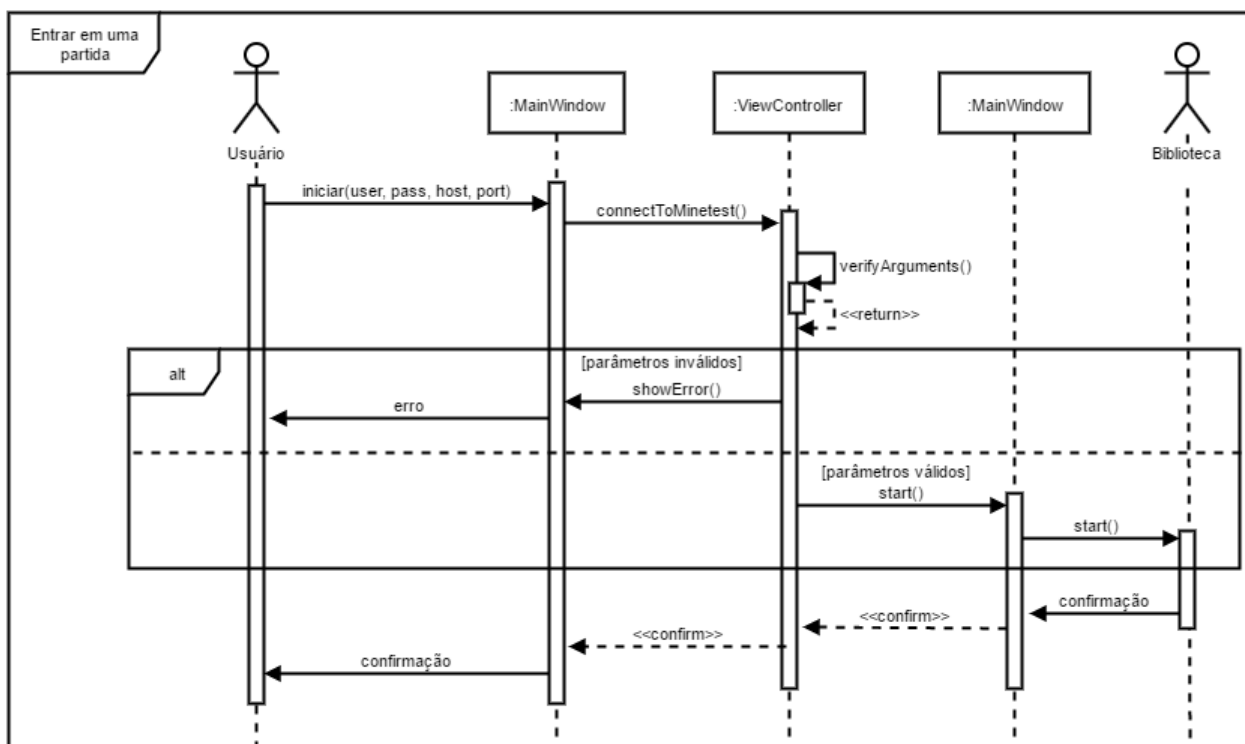 Entrar em uma
partida
Usuário
:MainWindow
:ViewController
:MainWindow
Biblioteca
iniciar(user, pass, host, port)
connectToMinetest()
verifyArguments()
<<return>>
alt
[parâmetros inválidos]
showError()
erro
[parâmetros válidos]
start()
start()
confirmação
<<confirm>>
<<confirm>>
confirmação